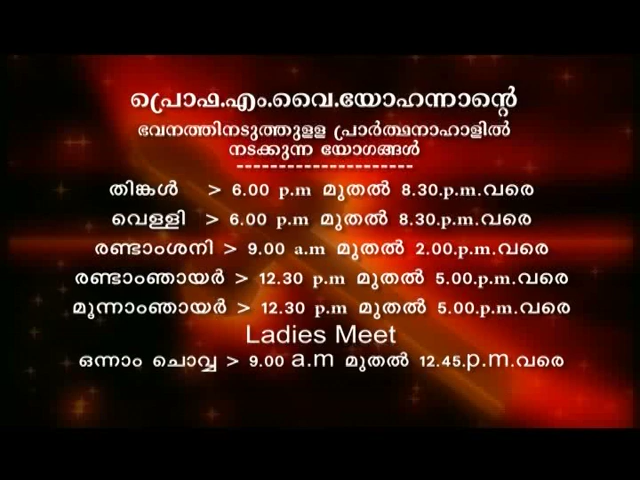 പ്രൊഫ.എം.വൈ.യോഹന്നാന്റെ
ഭവനത്തിനടുത്തുളള പ്രാർത്ഥനാഹാളിൽ
നടക്കുന്ന യോഗങ്ങൾ
----------------------
തിങ്കൾ > 6.00 p.m മുതൽ 8.30.p.m.വരെ
വെള്ളി > 6.00 p.m മുതൽ 8.30.p.m.വരെ
രണ്ടാംശനി > 9.00 a.m മുതൽ 2.00.p.m.വരെ
രണ്ടാംഞായർ > 12.30 p.m മുതൽ 5.00.p.m.വരെ
മൂന്നാംഞായർ > 12.30 p.m മുതൽ 5.00.p.m.വരെ
Ladies Meet
ഒന്നാം ചൊവ്വ > 9.00 a.m മുതൽ 12.45.p.m.വരെ